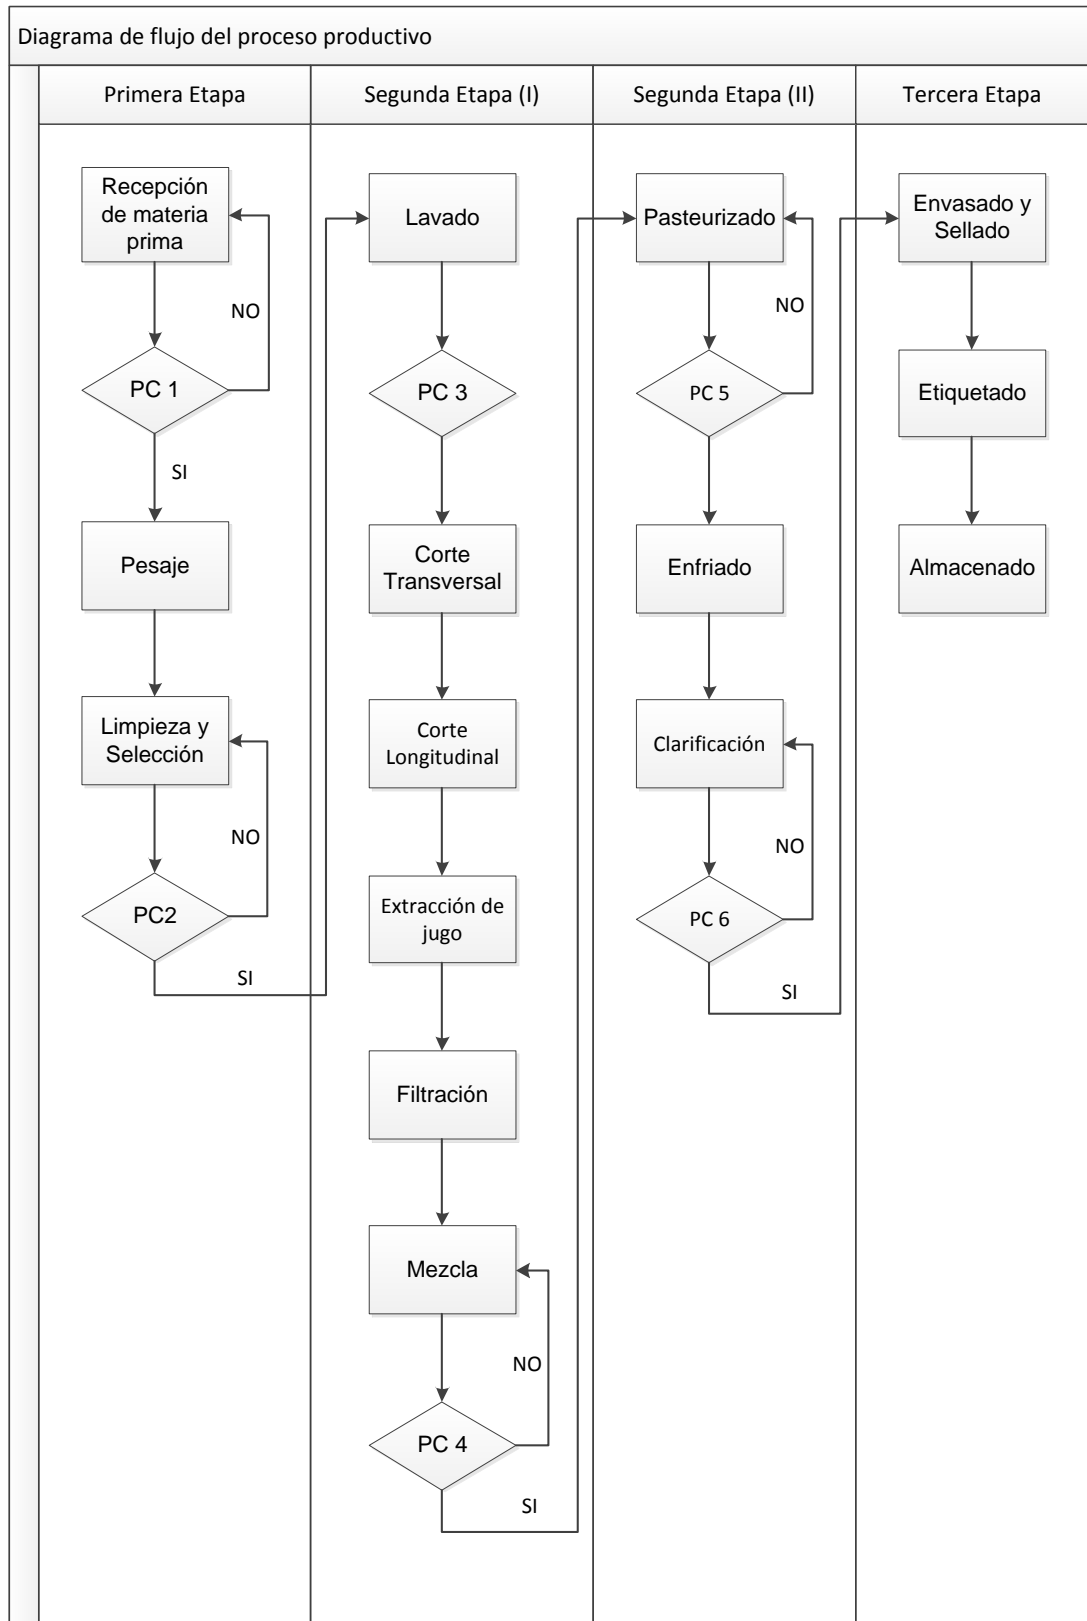 Diagrama de flujo del proceso productivo
Primera Etapa
Segunda Etapa (I)
Segunda Etapa (II)
Tercera Etapa
Recepción
de materia
prima
NO
PC 1
SI
Pesaje
Limpieza y
Selección
NO
PC2
SI
Lavado
PC 3
Corte
Transversal
Corte
Longitudinal
Extracción de
jugo
Filtración
Mezcla
NO
PC 4
SI
Pasteurizado
NO
PC 5
Enfriado
Clarificación
NO
PC 6
SI
Envasado y
Sellado
Etiquetado
Almacenado